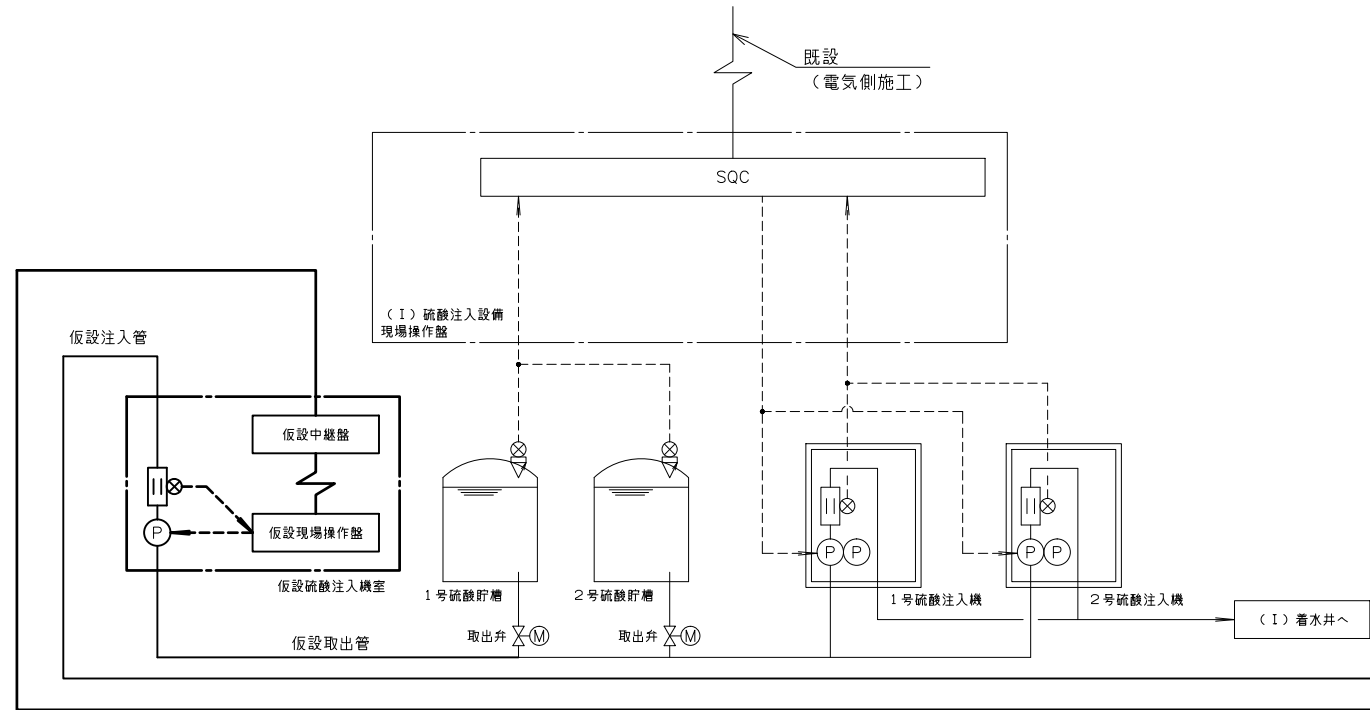 既設
（電気側施工）
SQC
（Ｉ）硫酸注入設備
現場操作盤
仮設注入管
仮設中継盤
P
仮設現場操作盤
仮設硫酸注入機室
1号硫酸貯槽
2号硫酸貯槽
P P
P P
1号硫酸注入機
2号硫酸注入機
取出弁 M
取出弁 M
仮設取出管
（Ｉ）着水井へ